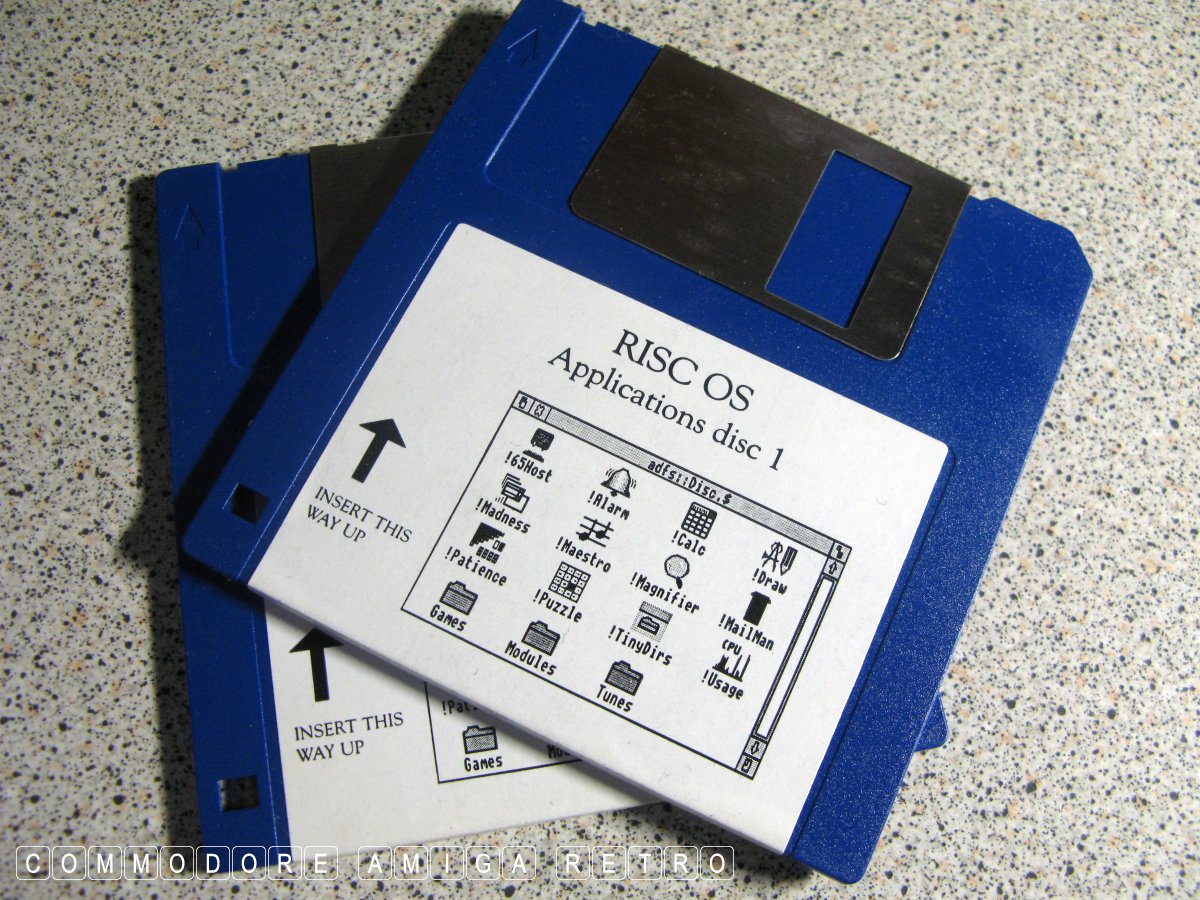 RISC OS
Applications disc 1
INSERT THIS
WAY UP
adfs::Disc.$
!65Host
!Alarm
!Calc
!Draw
!Madness
!Maestro
!Magnifier
!MailMan
!Patience
!Puzzle
!TinyDirs
CPU
!Usage
Games
Modules
Tunes
INSERT THIS
WAY UP
Games
COMMODORE AMIGA RETRO